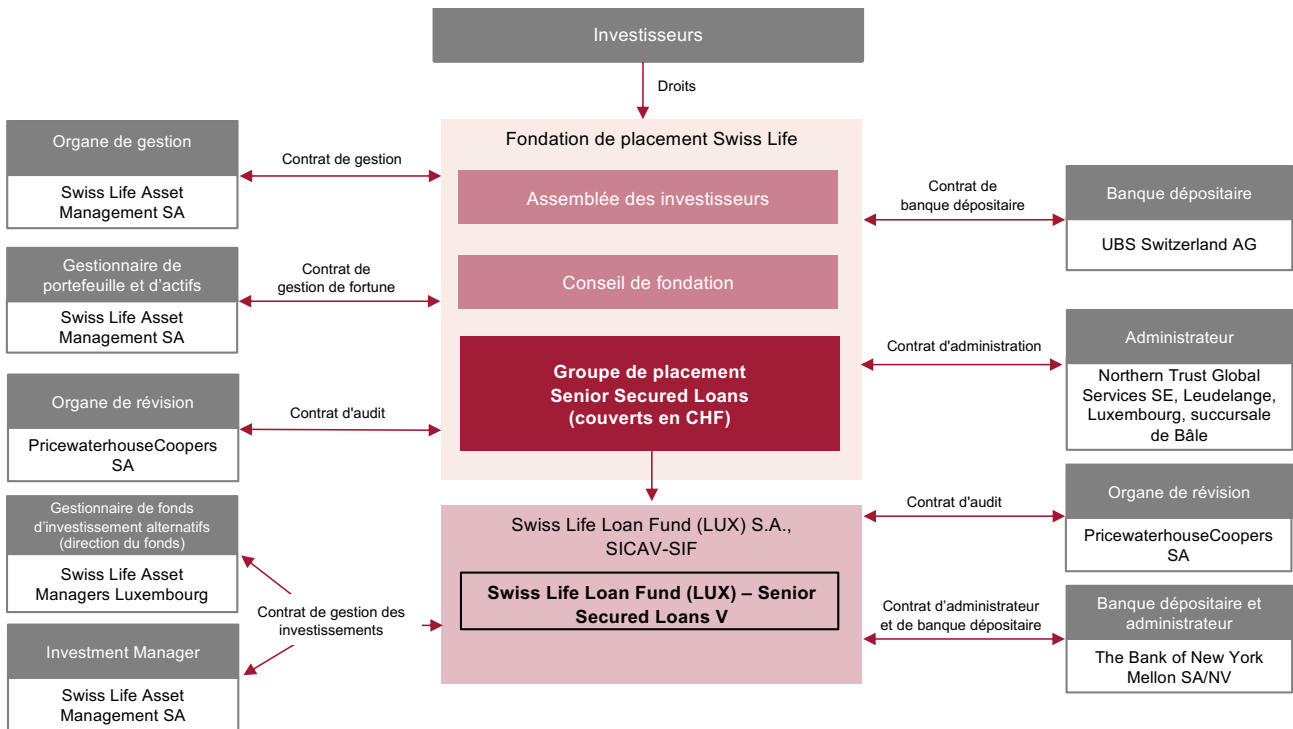 Investisseurs
Droits
Organe de gestion
Swiss Life Asset
Management SA
Contrat de gestion
Gestionnaire de
portefeuille et d'actifs
Swiss Life Asset
Management SA
Contrat de
gestion de fortune
Organe de révision
PricewaterhouseCoopers
SA
Contrat d'audit
Gestionnaire de fonds
d'investissement alternatifs
(direction du fonds)
Swiss Life Asset
Managers Luxembourg
Contrat de gestion des
investissements
Investment Manager
Swiss Life Asset
Management SA
Fondation de placement Swiss Life
Assemblée des investisseurs
Conseil de fondation
Groupe de placement
Senior Secured Loans
(couverts en CHF)
Swiss Life Loan Fund (LUX) S.A.,
SICAV-SIF
Swiss Life Loan Fund (LUX) – Senior
Secured Loans V
Contrat de
banque dépositaire
Banque dépositaire
UBS Switzerland AG
Contrat d'administration
Administrateur
Northern Trust Global
Services SE, Leudelange,
Luxembourg, succursale
de Bâle
Contrat d'audit
Organe de révision
PricewaterhouseCoopers
SA
Contrat d'administrateur
et de banque dépositaire
Banque dépositaire et
administrateur
The Bank of New York
Mellon SA/NV